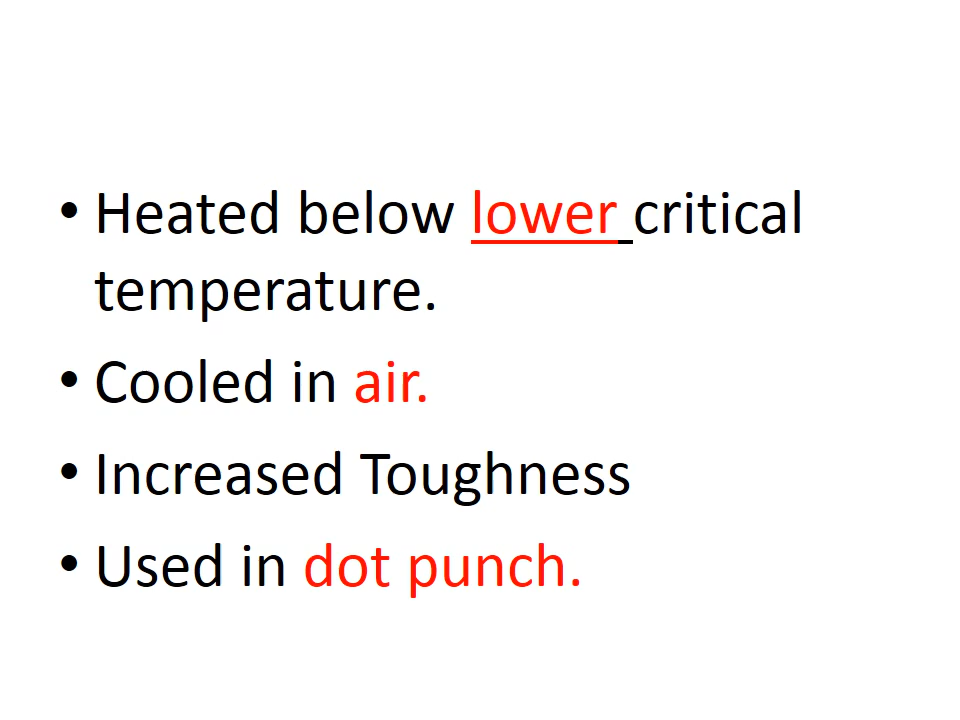 • Heated below lower critical
temperature.
• Cooled in air.
• Increased Toughness
• Used in dot punch.